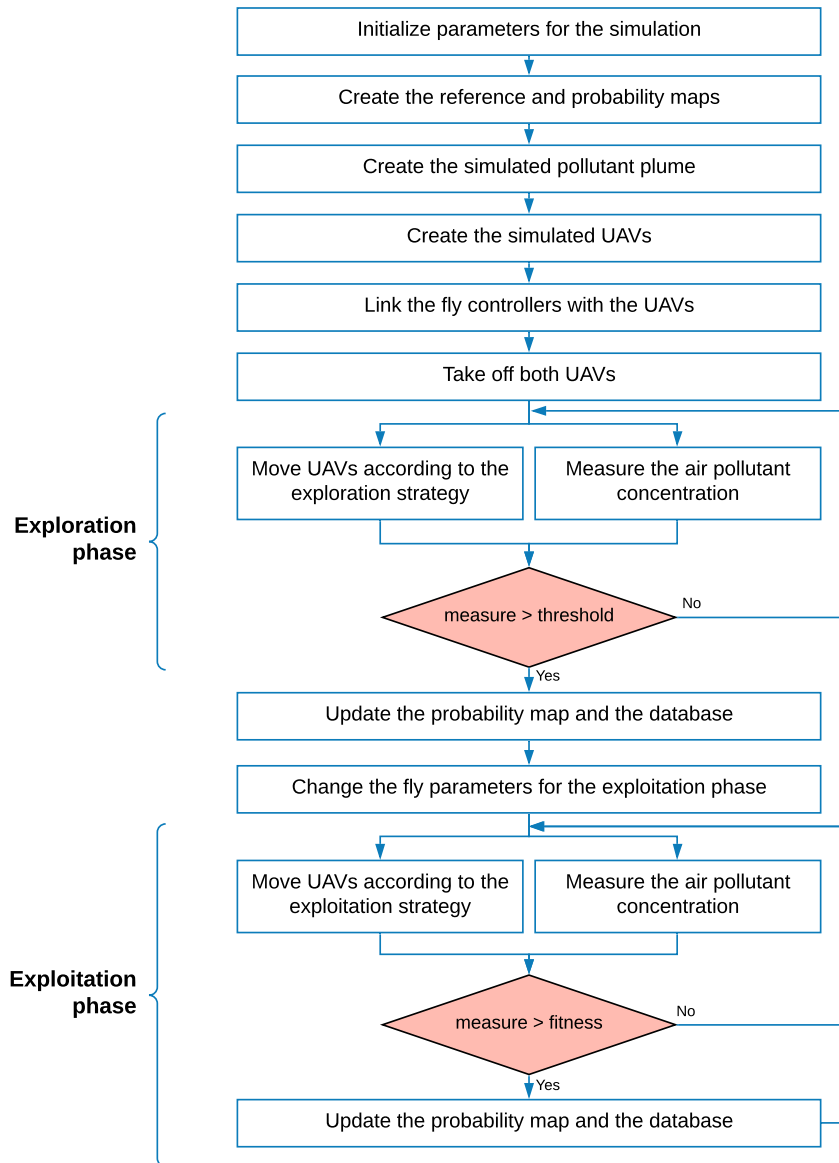 Initialize parameters for the simulation
Create the reference and probability maps
Create the simulated pollutant plume
Create the simulated UAVs
Link the fly controllers with the UAVs
Take off both UAVs
Exploration
phase
Move UAVs according to the
exploration strategy
Measure the air pollutant
concentration
measure > threshold
No
Yes
Update the probability map and the database
Change the fly parameters for the exploitation phase
Exploitation
phase
Move UAVs according to the
exploitation strategy
Measure the air pollutant
concentration
measure > fitness
No
Yes
Update the probability map and the database